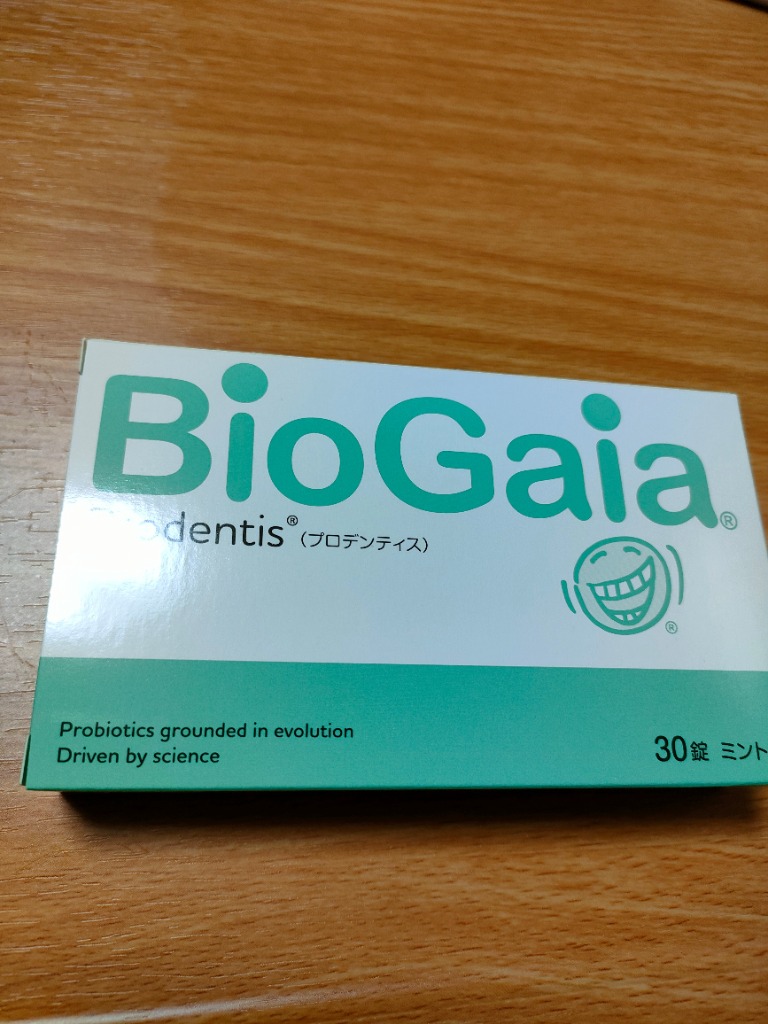 BioGaia®
Prodentis®（プロデンティス）
®
Probiotics grounded in evolution
Driven by science
30錠 ミント